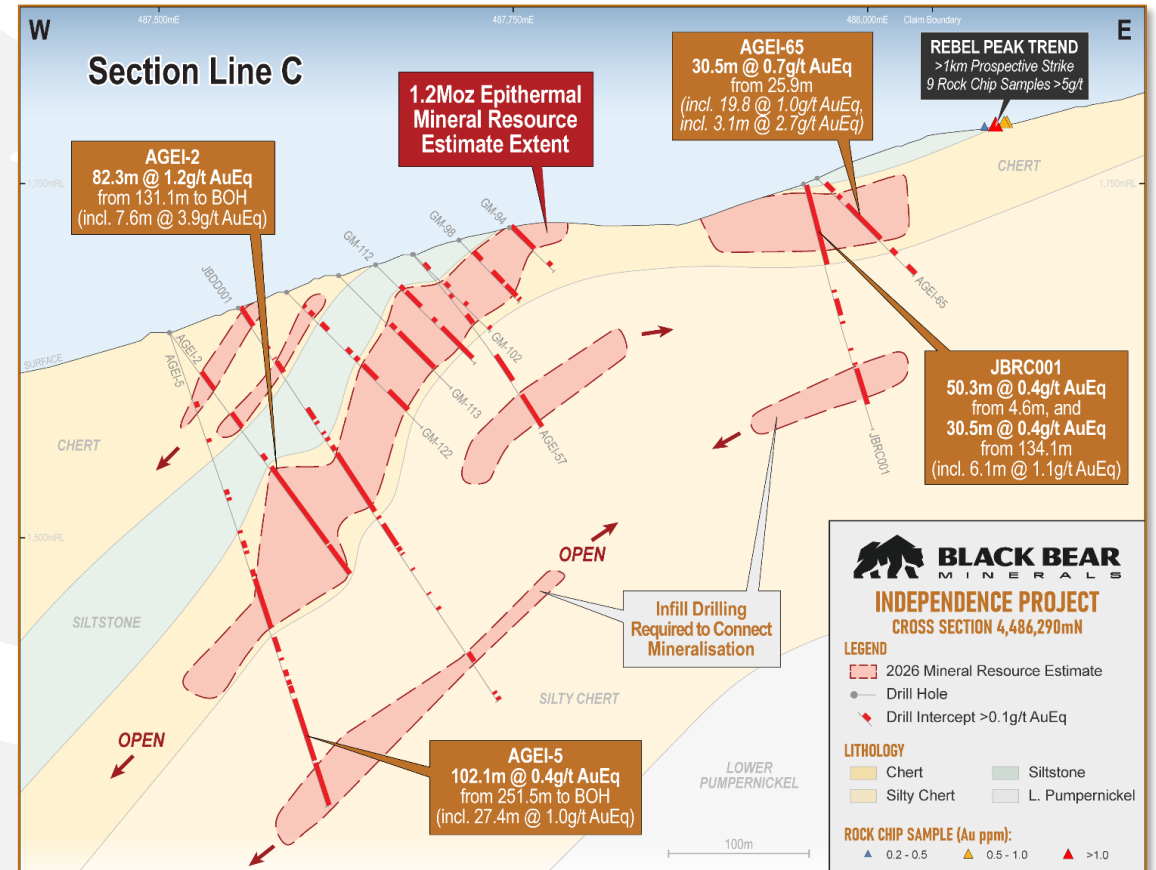 487,500mE
487,750mE
488,000mE
Claim Boundary
W
E
Section Line C
AGEI-65
30.5m @ 0.7g/t AuEq
from 25.9m
(incl. 19.8 @ 1.0g/t AuEq,
incl. 3.1m @ 2.7g/t AuEq)
REBEL PEAK TREND
>1km Prospective Strike
9 Rock Chip Samples >5g/t
1.2Moz Epithermal
Mineral Resource
Estimate Extent
AGEI-2
82.3m @ 1.2g/t AuEq
from 131.1m to BOH
(incl. 7.6m @ 3.9g/t AuEq)
1,750mRL
1,750mRL
CHERT
GM-94
GM-98
GM-112
JBDD001
AGEI-2
AGEI-5
SURFACE
AGEI-65
GM-102
GM-113
GM-122
AGEI-57
JBRC001
JBRC001
50.3m @ 0.4g/t AuEq
from 4.6m, and
30.5m @ 0.4g/t AuEq
from 134.1m
(incl. 6.1m @ 1.1g/t AuEq)
CHERT
1,500mRL
OPEN
SILTSTONE
Infill Drilling
Required to Connect
Mineralisation
SILTY CHERT
OPEN
AGEI-5
102.1m @ 0.4g/t AuEq
from 251.5m to BOH
(incl. 27.4m @ 1.0g/t AuEq)
LOWER
PUMPERNICKEL
100m
BLACK BEAR
MINERALS
INDEPENDENCE PROJECT
CROSS SECTION 4,486,290mN
LEGEND
2026 Mineral Resource Estimate
Drill Hole
Drill Intercept >0.1g/t AuEq
LITHOLOGY
Chert
Siltstone
Silty Chert
L. Pumpernickel
ROCK CHIP SAMPLE (Au ppm):
0.2 - 0.5
0.5 - 1.0
>1.0